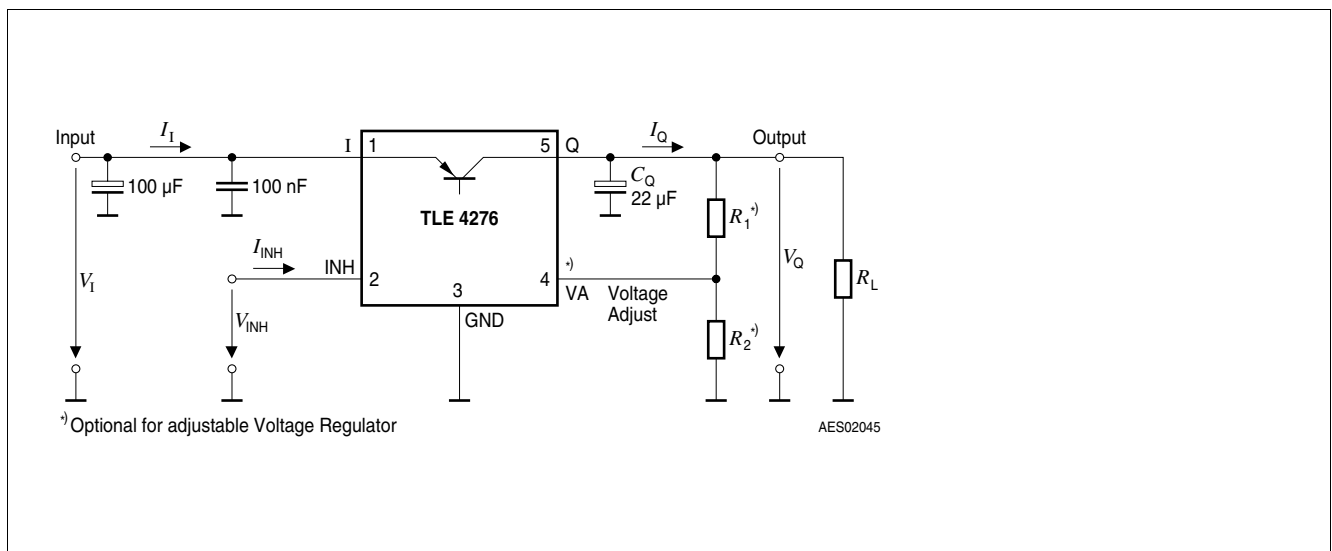 Input
I_I
I
1
5
Q
I_Q
Output
100 µF
100 nF
C_Q
22 µF
TLE 4276
R_1*)
I_INH
INH
2
*)
4
VA
Voltage
Adjust
V_I
V_INH
3
GND
R_2*)
V_Q
R_L
*) Optional for adjustable Voltage Regulator
AES02045